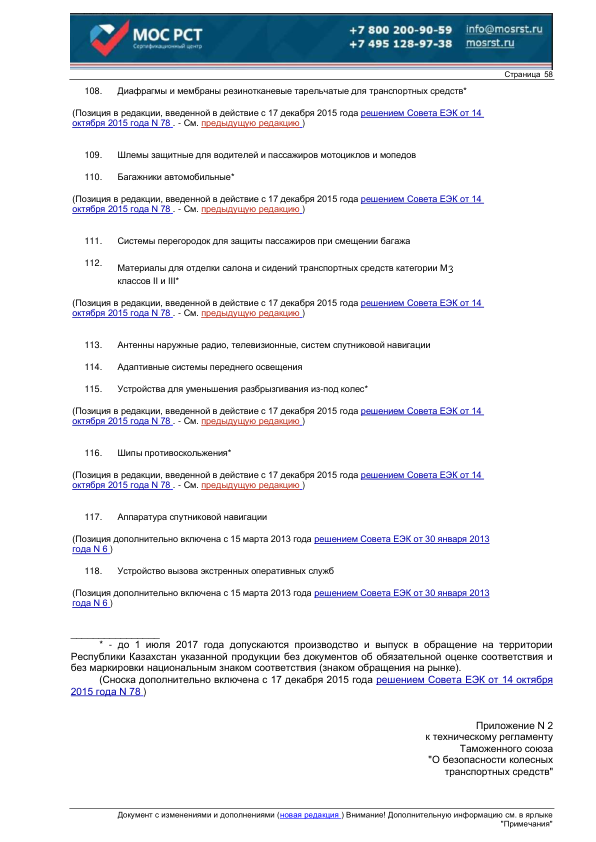 МОС РСТ
Сертификационный центр
+7 800 200-90-59 info@mosrst.ru
+7 495 128-97-38 mosrst.ru
Страница 58
108. Диафрагмы и мембраны резинотканевые тарельчатые для транспортных средств*
(Позиция в редакции, введенной в действие с 17 декабря 2015 года решением Совета ЕЭК от 14
октября 2015 года N 78 . - См. предыдущую редакцию )
109. Шлемы защитные для водителей и пассажиров мотоциклов и мопедов
110. Багажники автомобильные*
(Позиция в редакции, введенной в действие с 17 декабря 2015 года решением Совета ЕЭК от 14
октября 2015 года N 78 . - См. предыдущую редакцию )
111. Системы перегородок для защиты пассажиров при смещении багажа
112. Материалы для отделки салона и сидений транспортных средств категории М3
классов II и III*
(Позиция в редакции, введенной в действие с 17 декабря 2015 года решением Совета ЕЭК от 14
октября 2015 года N 78 . - См. предыдущую редакцию )
113. Антенны наружные радио, телевизионные, систем спутниковой навигации
114. Адаптивные системы переднего освещения
115. Устройства для уменьшения разбрызгивания из-под колес*
(Позиция в редакции, введенной в действие с 17 декабря 2015 года решением Совета ЕЭК от 14
октября 2015 года N 78 . - См. предыдущую редакцию )
116. Шипы противоскольжения*
(Позиция в редакции, введенной в действие с 17 декабря 2015 года решением Совета ЕЭК от 14
октября 2015 года N 78 . - См. предыдущую редакцию )
117. Аппаратура спутниковой навигации
(Позиция дополнительно включена с 15 марта 2013 года решением Совета ЕЭК от 30 января 2013
года N 6 )
118. Устройство вызова экстренных оперативных служб
(Позиция дополнительно включена с 15 марта 2013 года решением Совета ЕЭК от 30 января 2013
года N 6 )
* - до 1 июля 2017 года допускаются производство и выпуск в обращение на территории
Республики Казахстан указанной продукции без документов об обязательной оценке соответствия и
без маркировки национальным знаком соответствия (знаком обращения на рынке).
(Сноска дополнительно включена с 17 декабря 2015 года решением Совета ЕЭК от 14 октября
2015 года N 78 )
Приложение N 2
к техническому регламенту
Таможенного союза
"О безопасности колесных
транспортных средств"
Документ с изменениями и дополнениями (новая редакция ) Внимание! Дополнительную информацию см. в ярлыке
"Примечания"